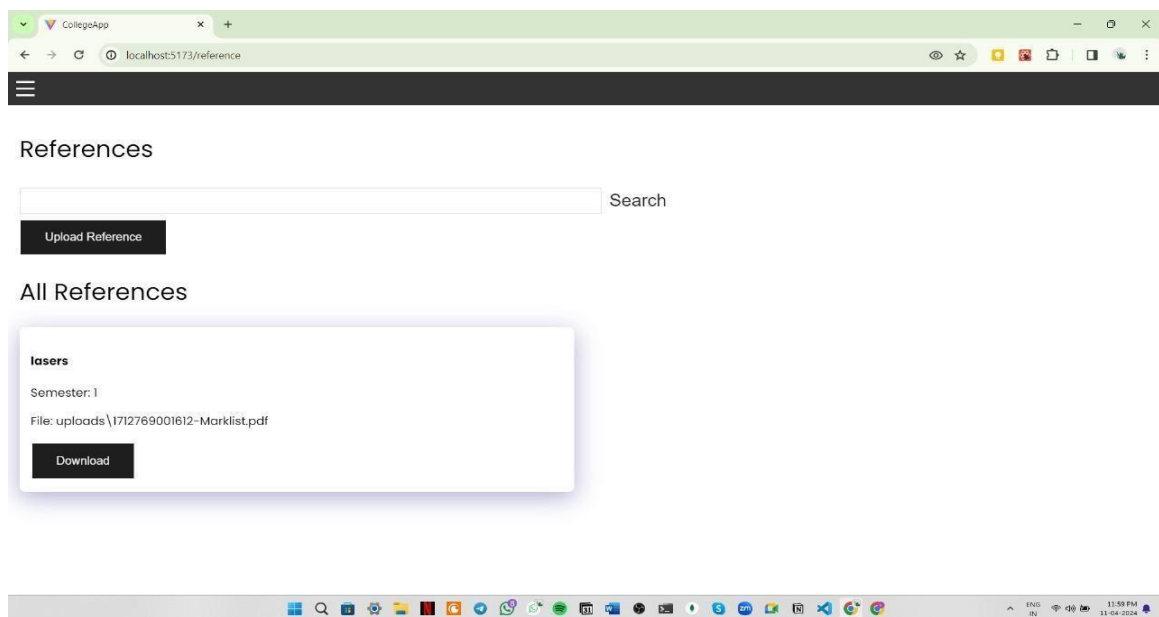 CollegeApp
localhost:5173/reference
References
Search
Upload Reference
All References
lasers
Semester: 1
File: uploads\1712769001612-Marklist.pdf
Download
ENG
IN
11:59 PM
11-04-2024